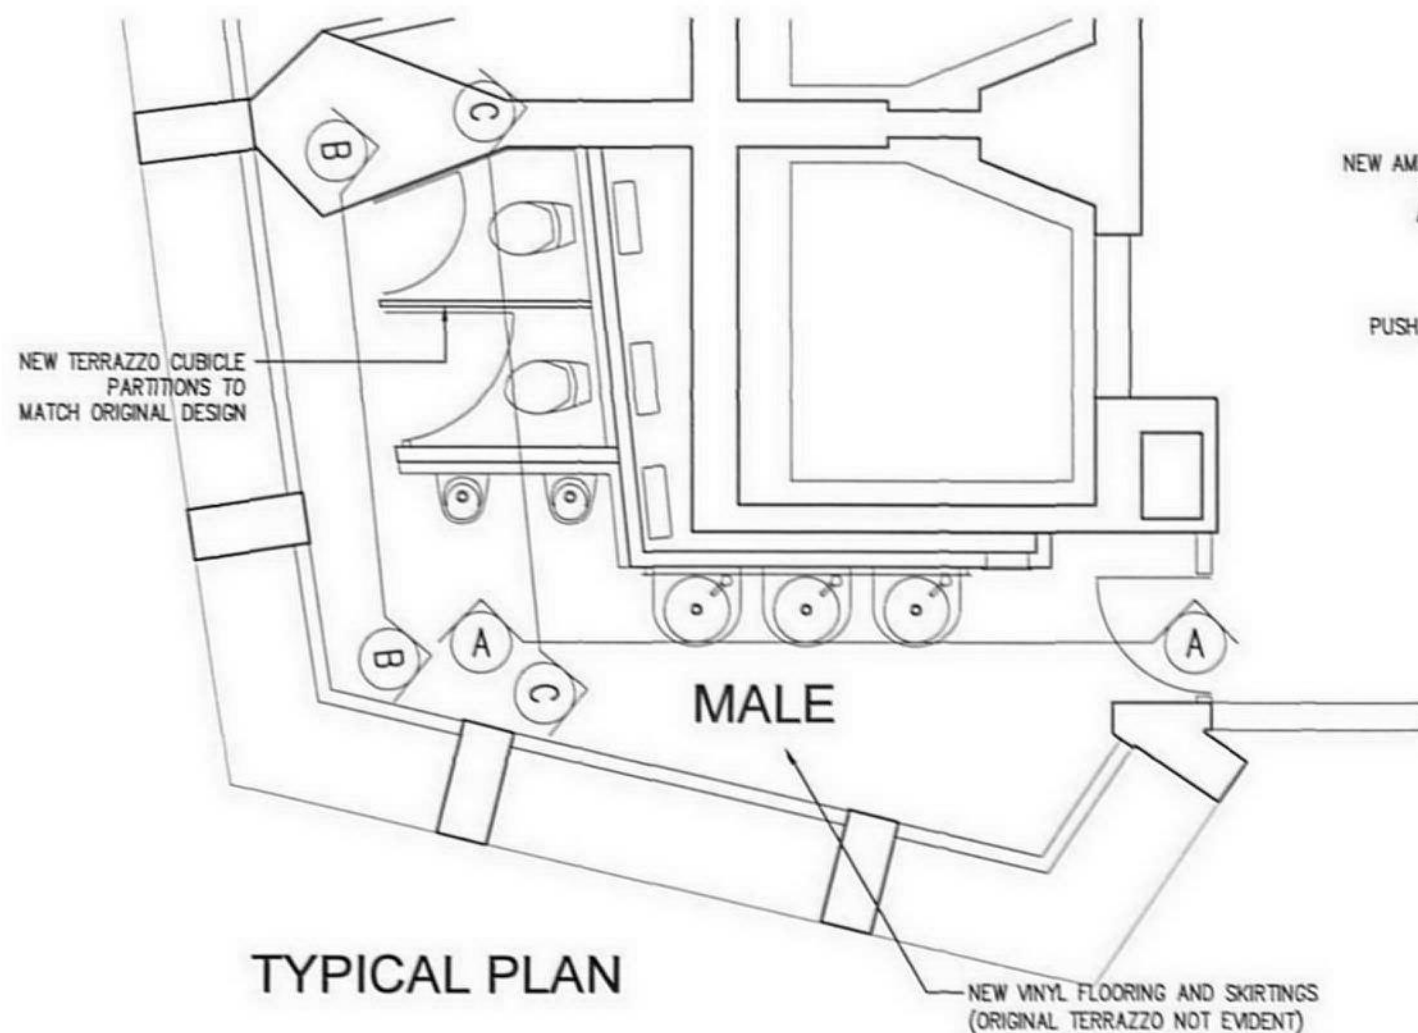 C
B
NEW AM
PUSH
NEW TERRAZZO CUBICLE
PARTITIONS TO
MATCH ORIGINAL DESIGN
A
A
B
C
MALE
TYPICAL PLAN
NEW VINYL FLOORING AND SKIRTINGS
(ORIGINAL TERRAZZO NOT EVIDENT)